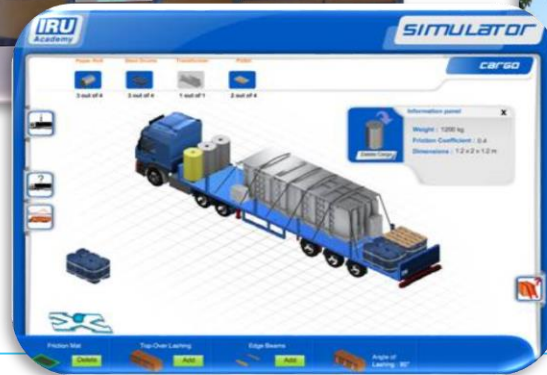 IRU
Academy
SIMULATOR
CARGO
Paper Roll
Steel Drums
Transformer
Pallet
3 out of 4
3 out of 4
1 out of 1
2 out of 4
Information panel
X
Weight : 1200 kg
Friction Coefficient : 0.4
Dimensions : 1.2 x 2 x 1.2 m
Delete Cargo
?
Friction Mat
Delete
Top-Over Lashing
Add
Edge Beams
Add
Angle of
Lashing : 90°